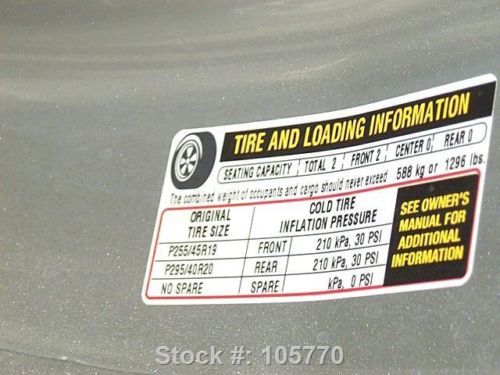 TIRE AND LOADING INFORMATION
SEATING CAPACITY TOTAL 2 FRONT 2 CENTER 0 REAR 0
The combined weight of occupants and cargo should never exceed 588 kg or 1296 lbs.
ORIGINAL TIRE SIZE COLD TIRE INFLATION PRESSURE
P255/45R19 FRONT 210 kPa, 30 PSI
P295/40R20 REAR 210 kPa, 30 PSI
NO SPARE SPARE kPa, 0 PSI
SEE OWNER'S
MANUAL FOR
ADDITIONAL
INFORMATION
Stock #: 105770